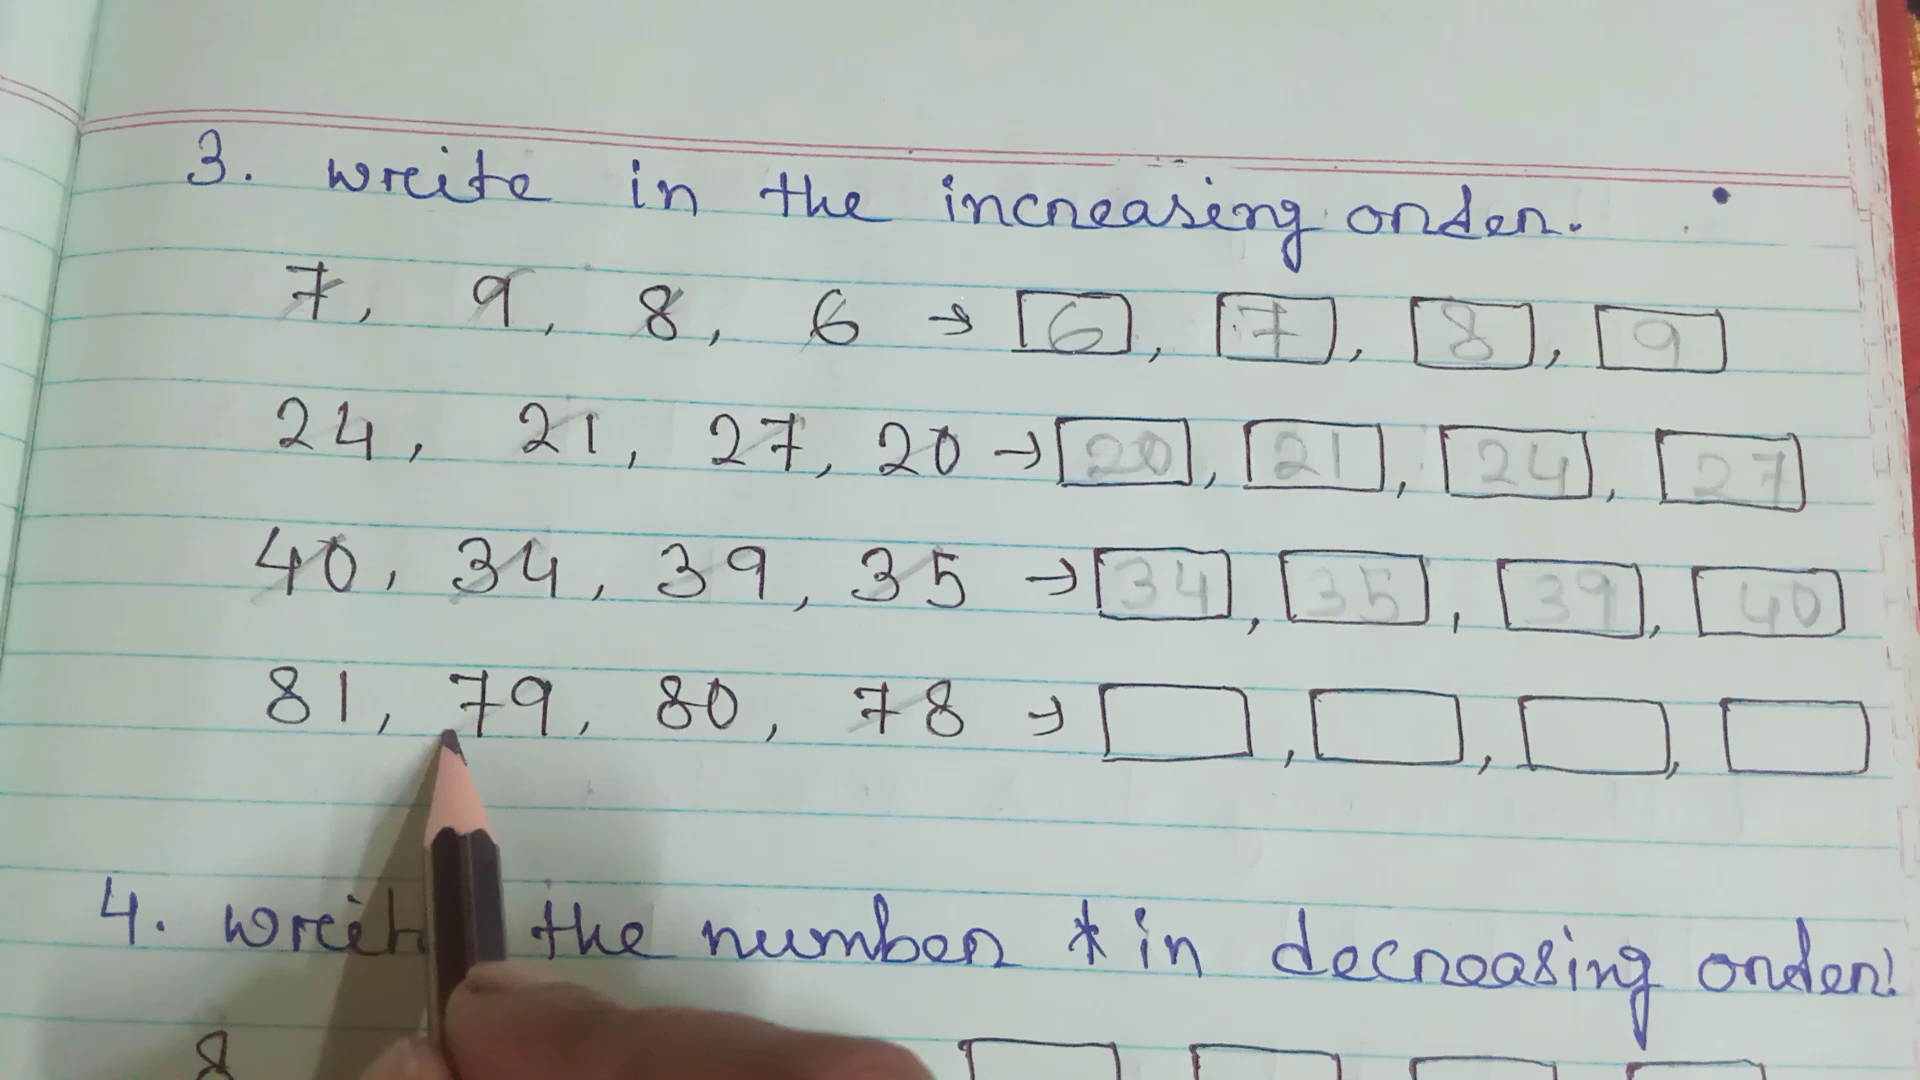 3. write in the increasing order.
7, 9, 8, 6 → 6, 7, 8, 9
24, 21, 27, 20 → 20, 21, 24, 27
40, 34, 39, 35 → 34, 35, 39, 40
81, 79, 80, 78 →
4. the number in decreasing order.
8